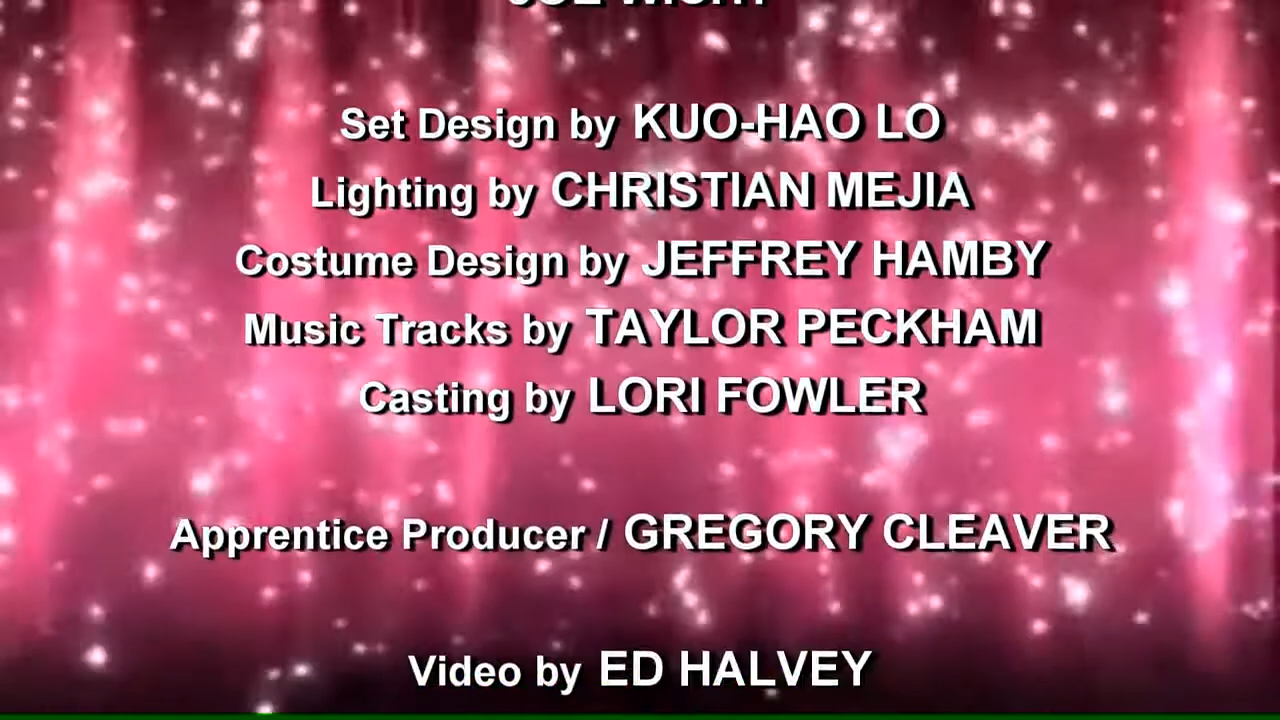 Set Design by KUO-HAO LO
Lighting by CHRISTIAN MEJIA
Costume Design by JEFFREY HAMBY
Music Tracks by TAYLOR PECKHAM
Casting by LORI FOWLER
Apprentice Producer / GREGORY CLEAVER
Video by ED HALVEY